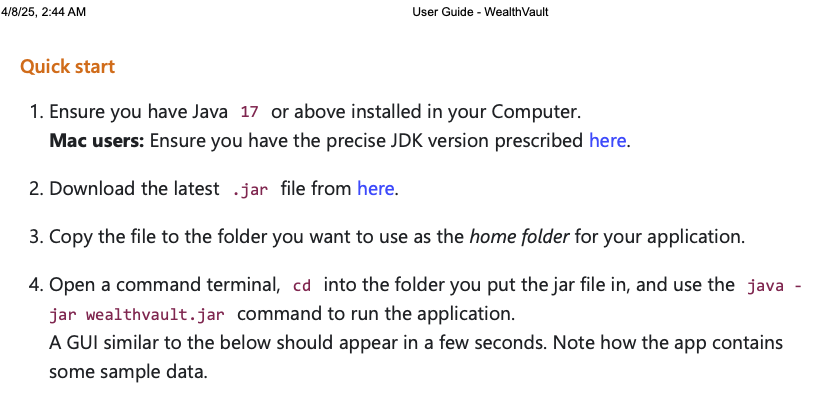 4/8/25, 2:44 AM User Guide - WealthVault
Quick start
1. Ensure you have Java 17 or above installed in your Computer.
Mac users: Ensure you have the precise JDK version prescribed here.
2. Download the latest .jar file from here.
3. Copy the file to the folder you want to use as the home folder for your application.
4. Open a command terminal, cd into the folder you put the jar file in, and use the java -
jar wealthvault.jar command to run the application.
A GUI similar to the below should appear in a few seconds. Note how the app contains
some sample data.